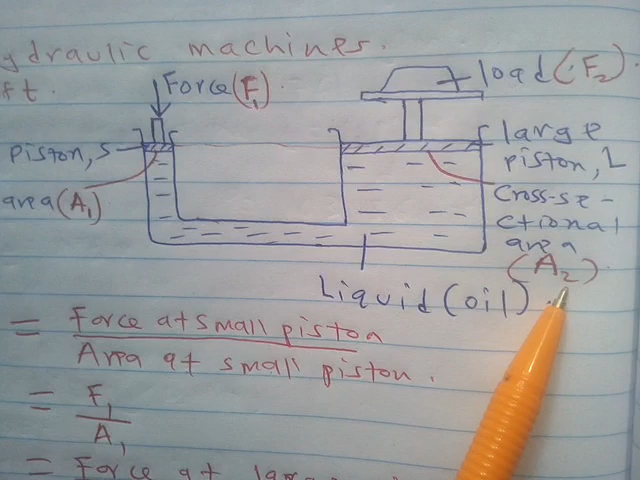 ydraulic machines.
ft.
Force(F₁)
load(F₂).
piston, s
large
piston, L
area(A₁)
cross-se-
ctional
area
(A₂).
Liquid(oil).
= Force at small piston
Area at small piston.
= F₁
A₁
= Force at large